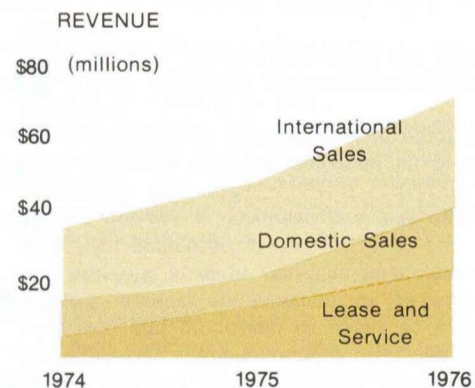 REVENUE
$80 (millions)
$60
International
Sales
$40
Domestic Sales
$20
Lease and
Service
1974 1975 1976